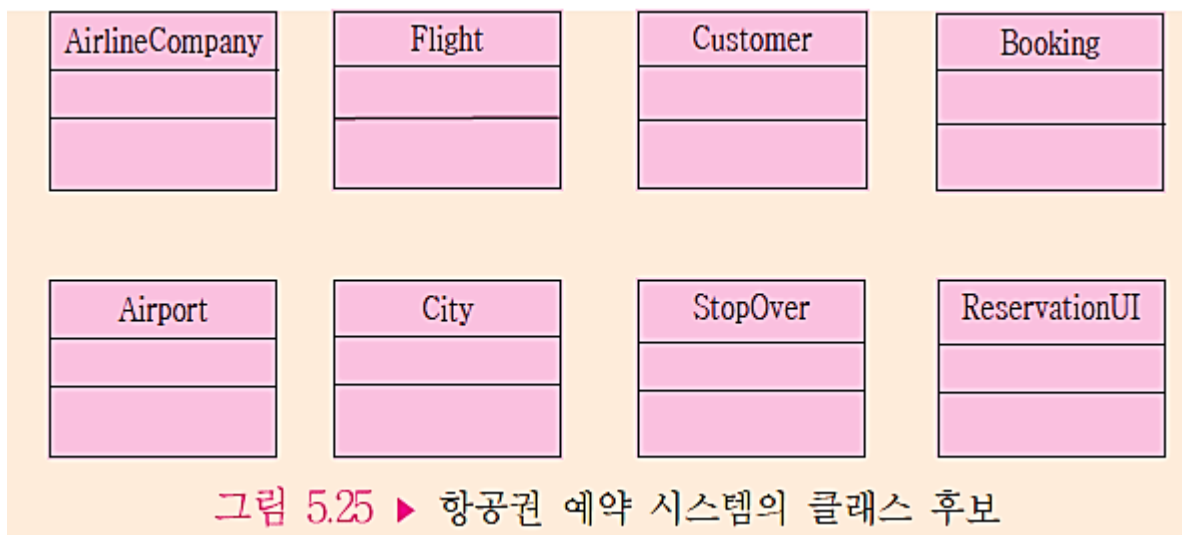 AirlineCompany Flight Customer Booking
Airport City StopOver ReservationUI
그림 5.25 ▶ 항공권 예약 시스템의 클래스 후보